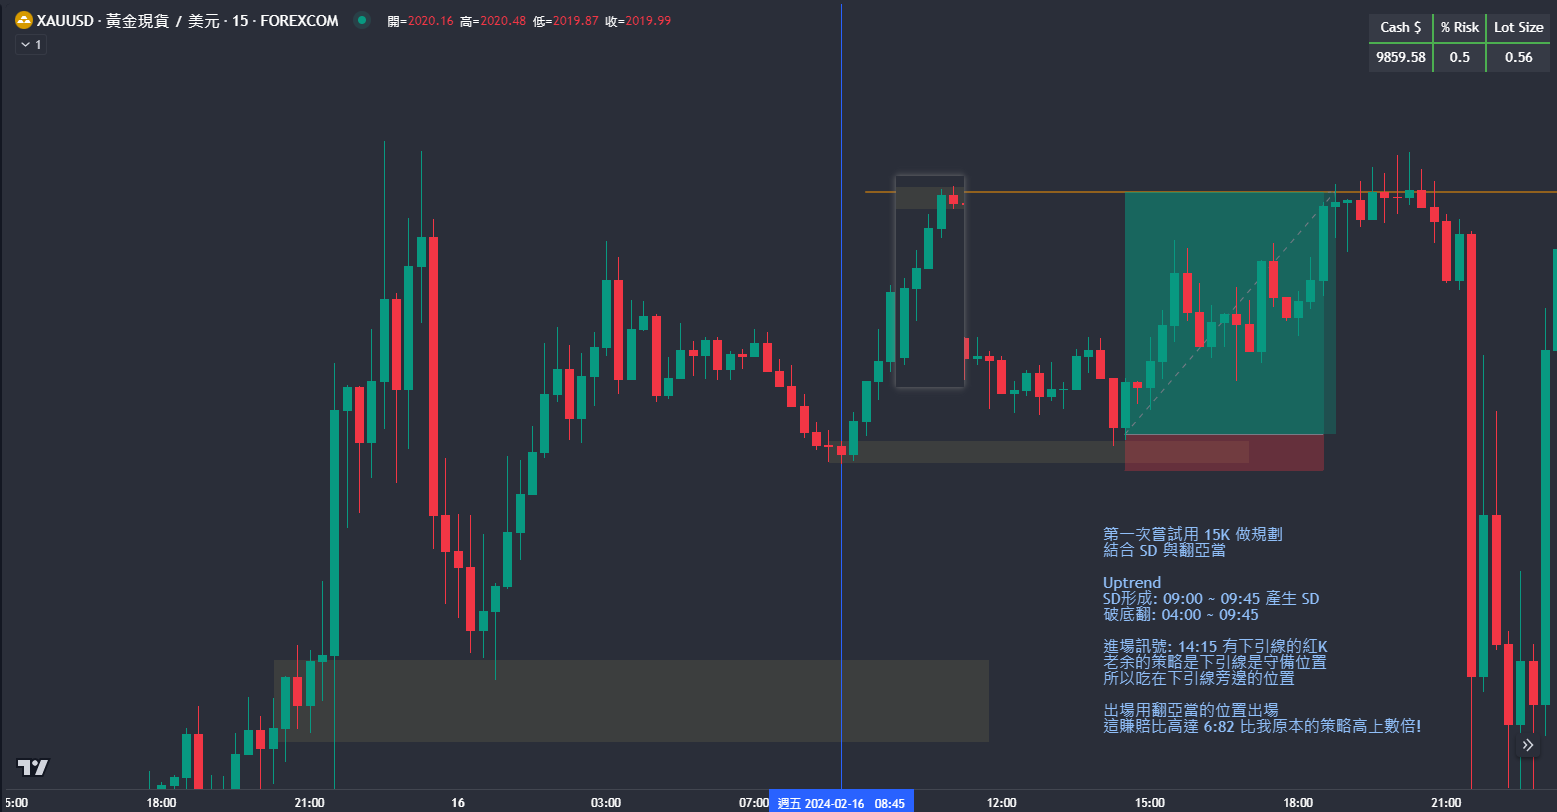 XAUUSD · 黃金現貨 / 美元 · 15 · FOREXCOM 開=2020.16 高=2020.48 低=2019.87 收=2019.99
1
Cash $ % Risk Lot Size
9859.58 0.5 0.56
第一次嘗試用 15K 做規劃
結合 SD 與翻亞當
Uptrend
SD形成: 09:00 ~ 09:45 產生 SD
破底翻: 04:00 ~ 09:45
進場訊號: 14:15 有下引線的紅K
老余的策略是下引線是守備位置
所以吃在下引線旁邊的位置
出場用翻亞當的位置出場
這賺賠比高達 6:82 比我原本的策略高上數倍!
5:00 18:00 21:00 16 03:00 07:00 週五 2024-02-16 08:45 12:00 15:00 18:00 21:00